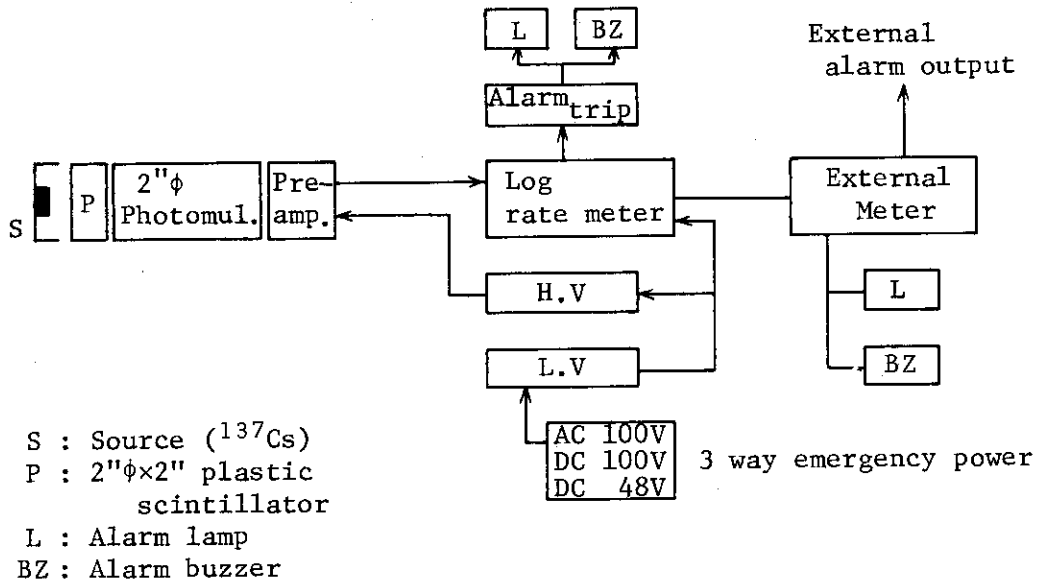 L
BZ
External
alarm output
Alarm trip
S
P
2"φ
Photomul.
Pre-
amp.
Log
rate meter
External
Meter
H.V
L
L.V
BZ
AC 100V
DC 100V
DC 48V
3 way emergency power
S : Source (¹³⁷Cs)
P : 2"φ×2" plastic
scintillator
L : Alarm lamp
BZ : Alarm buzzer